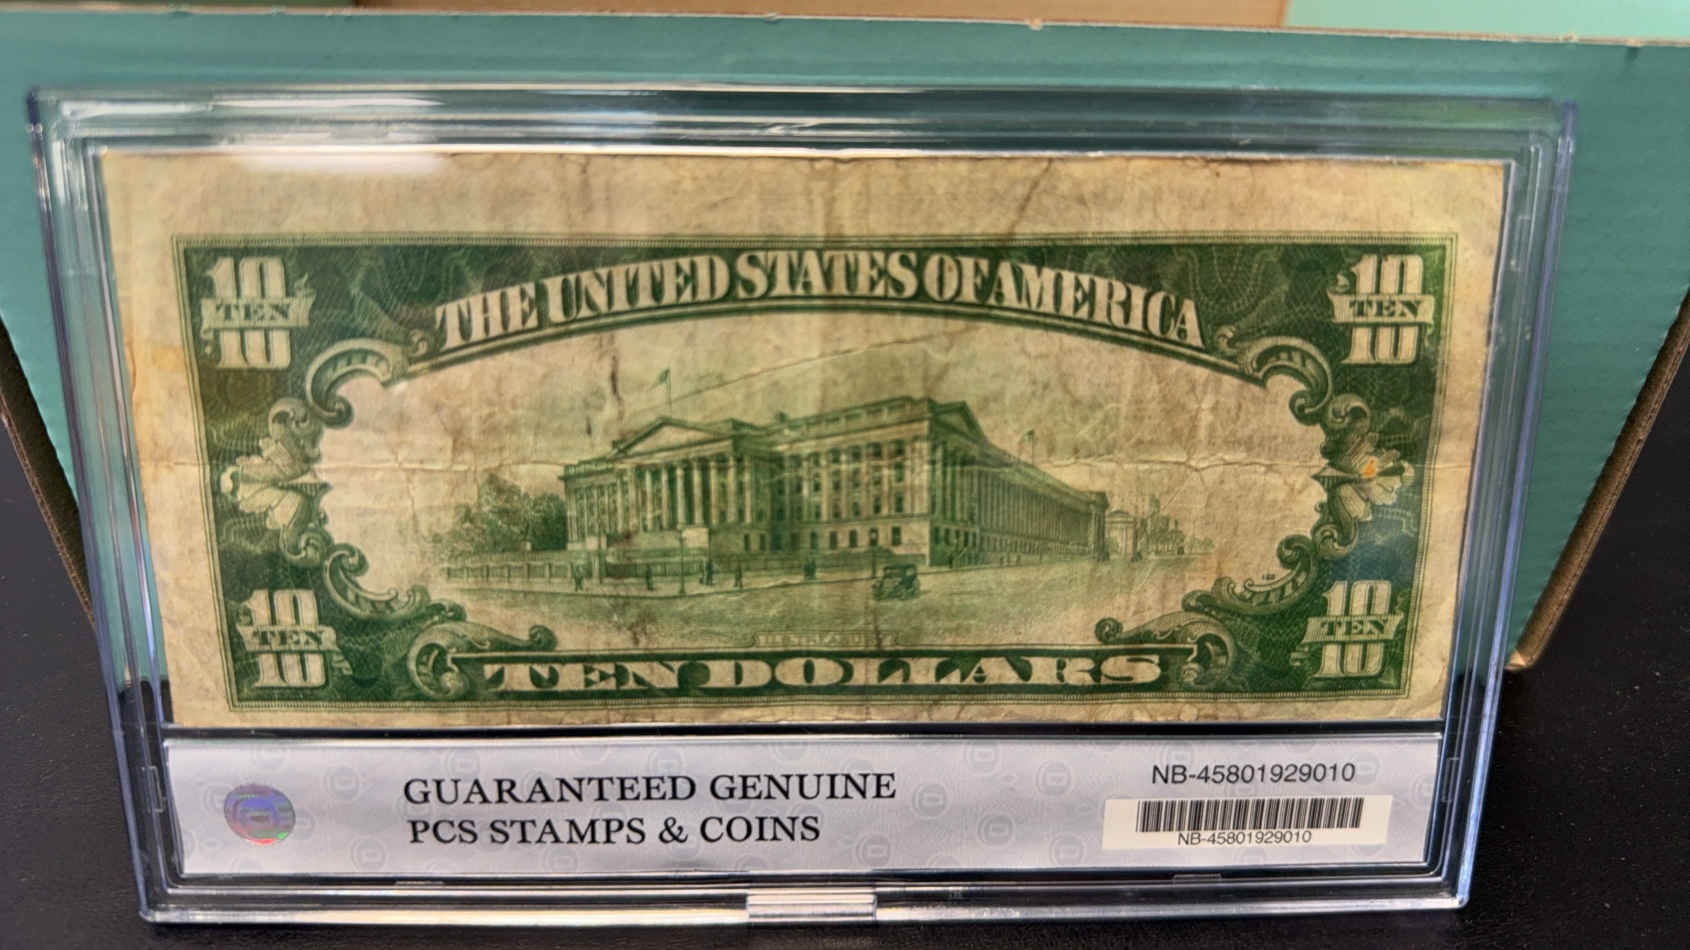 10
TEN
10
THE UNITED STATES OF AMERICA
10
TEN
10
10
TEN
10
TEN DOLLARS
10
TEN
10
GUARANTEED GENUINE
PCS STAMPS & COINS
NB-45801929010
NB-45801929010